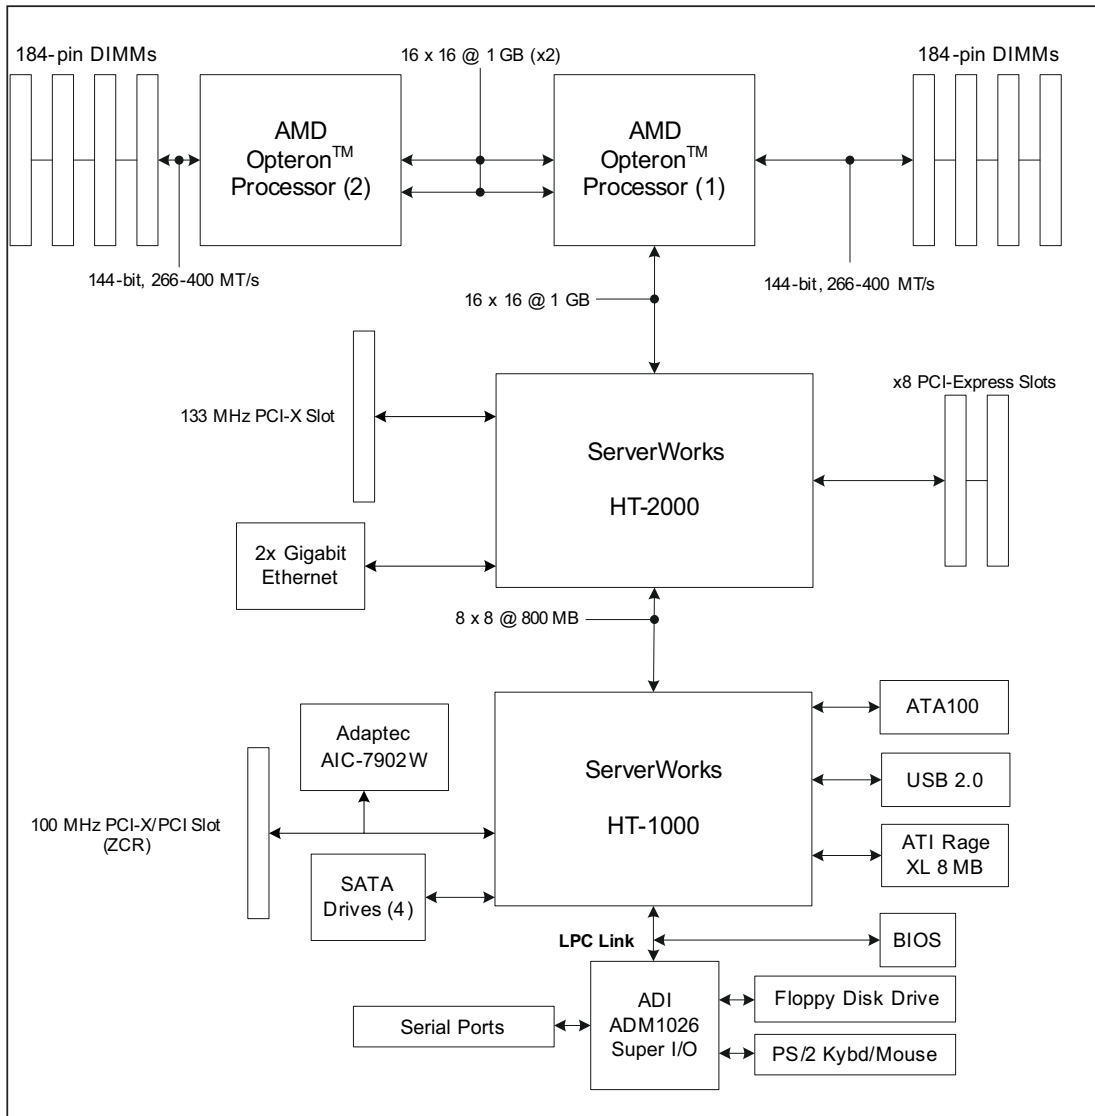 184-pin DIMMs
16 x 16 @ 1 GB (x2)
184-pin DIMMs
AMD
Opteron™
Processor (2)
AMD
Opteron™
Processor (1)
144-bit, 266-400 MT/s
144-bit, 266-400 MT/s
16 x 16 @ 1 GB
x8 PCI-Express Slots
133 MHz PCI-X Slot
ServerWorks
HT-2000
2x Gigabit
Ethernet
8 x 8 @ 800 MB
ATA100
Adaptec
AIC-7902W
ServerWorks
HT-1000
USB 2.0
100 MHz PCI-X/PCI Slot
(ZCR)
ATI Rage
XL 8 MB
SATA
Drives (4)
LPC Link
BIOS
ADI
ADM1026
Super I/O
Floppy Disk Drive
Serial Ports
PS/2 Kybd/Mouse